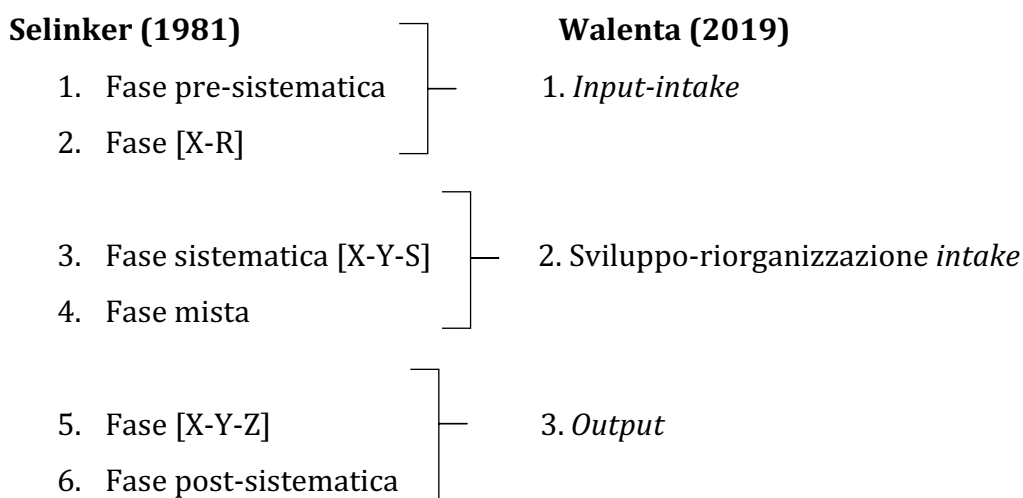 Selinker (1981) Walenta (2019)
1. Fase pre-sistematica 1. Input-intake
2. Fase [X-R]
3. Fase sistematica [X-Y-S] 2. Sviluppo-riorganizzazione intake
4. Fase mista
5. Fase [X-Y-Z] 3. Output
6. Fase post-sistematica